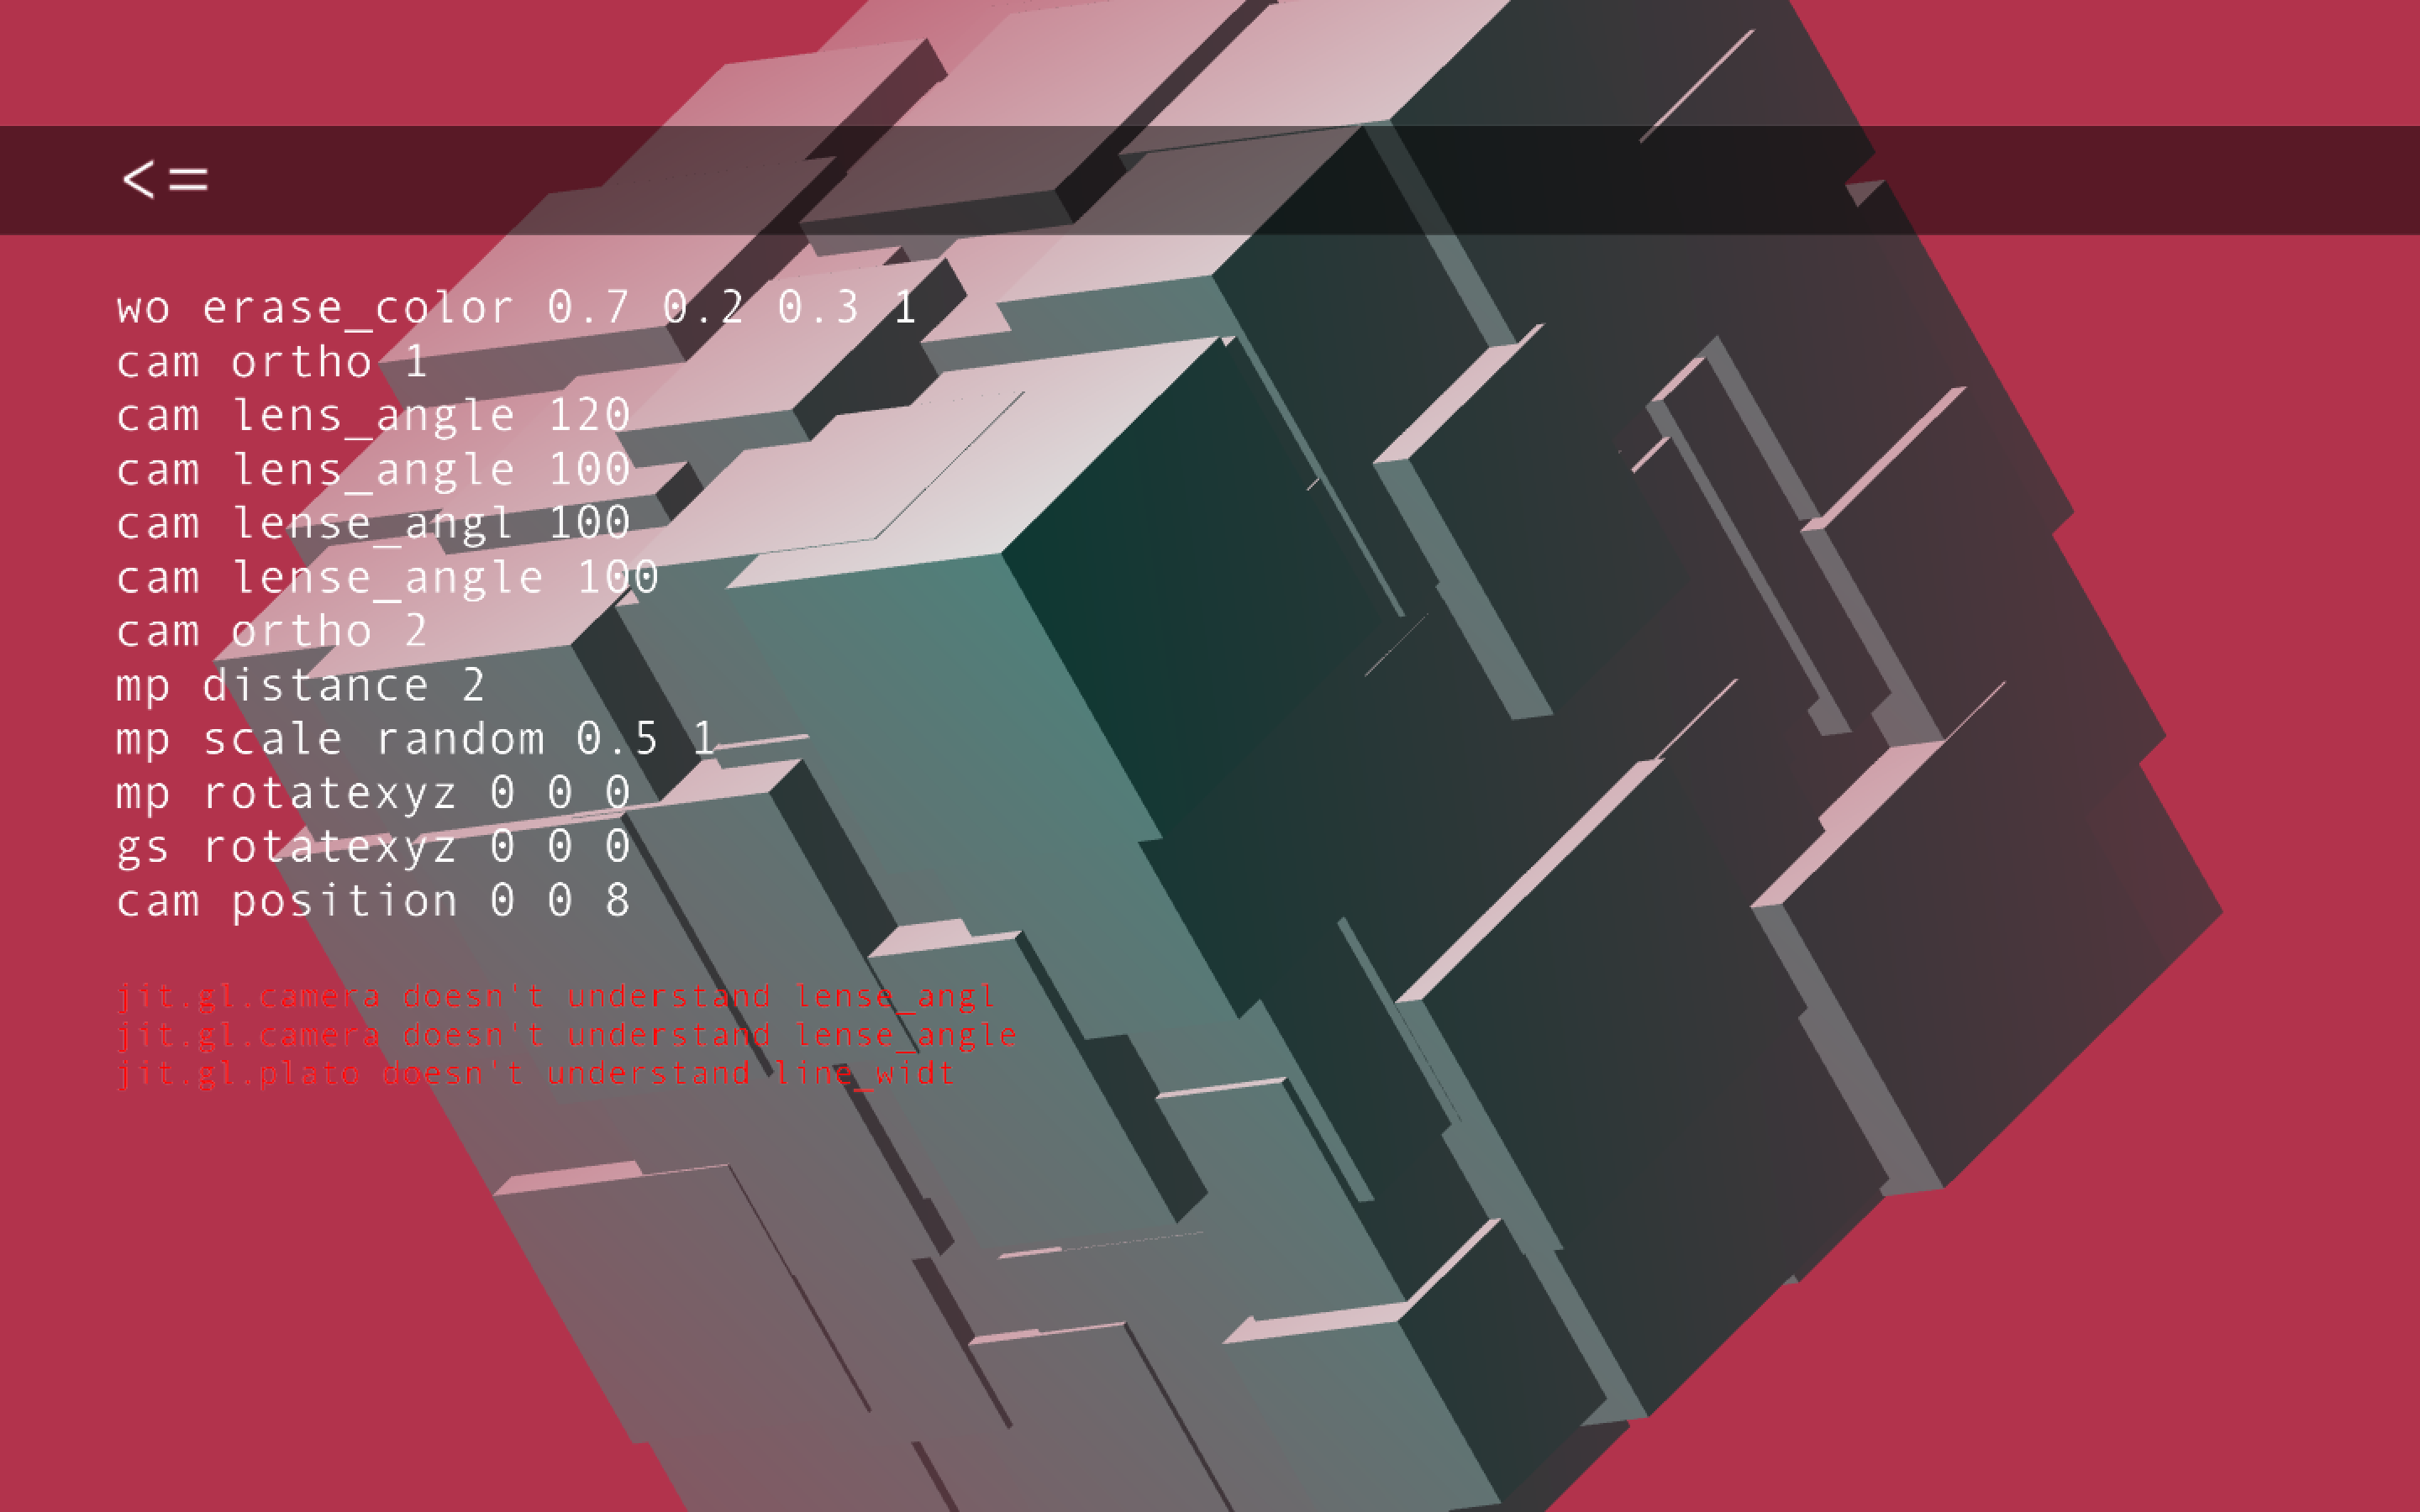 <=
wo erase_color 0.7 0.2 0.3 1
cam ortho 1
cam lens_angle 120
cam lens_angle 100
cam lense_angl 100
cam lense_angle 100
cam ortho 2
mp distance 2
mp scale random 0.5 1
mp rotatexyz 0 0 0
gs rotatexyz 0 0 0
cam position 0 0 8
jit.gl.camera doesn't understand lense_angl
jit.gl.camera doesn't understand lense_angle
jit.gl.plato doesn't understand line_widt